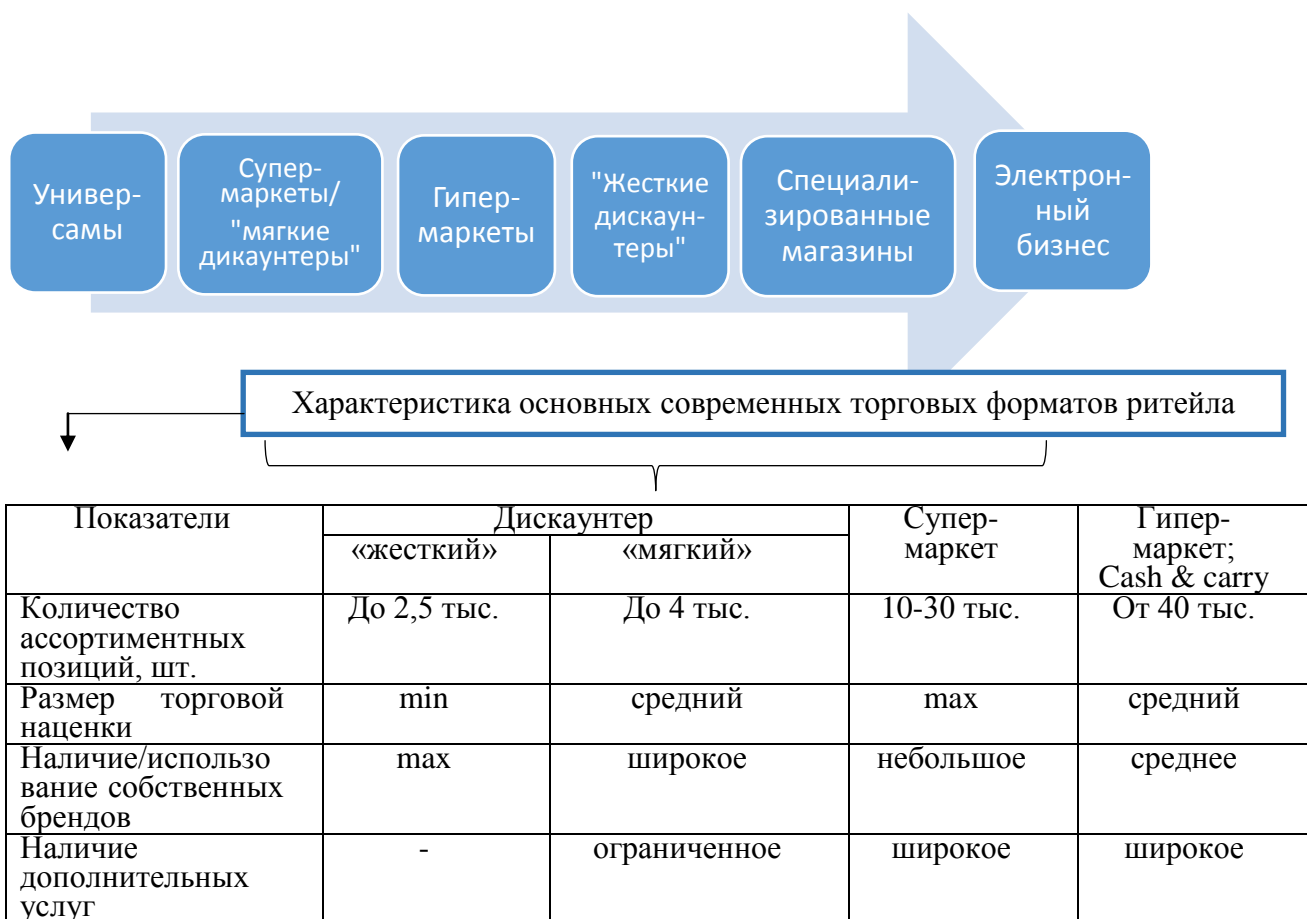 Универ-
самы
Супер-
маркеты/
"мягкие
дикаунтеры"
Гипер-
маркеты
"Жесткие
дискаун-
теры"
Специали-
зированные
магазины
Электрон-
ный
бизнес
Характеристика основных современных торговых форматов ритейла
Показатели
Дискаунтер
«жесткий»
«мягкий»
Супер-
маркет
Гипер-
маркет;
Cash & carry
Количество
ассортиментных
позиций, шт.
До 2,5 тыс.
До 4 тыс.
10-30 тыс.
От 40 тыс.
Размер торговой
наценки
min
средний
max
средний
Наличие/использо
вание собственных
брендов
max
широкое
небольшое
среднее
Наличие
дополнительных
услуг
-
ограниченное
широкое
широкое